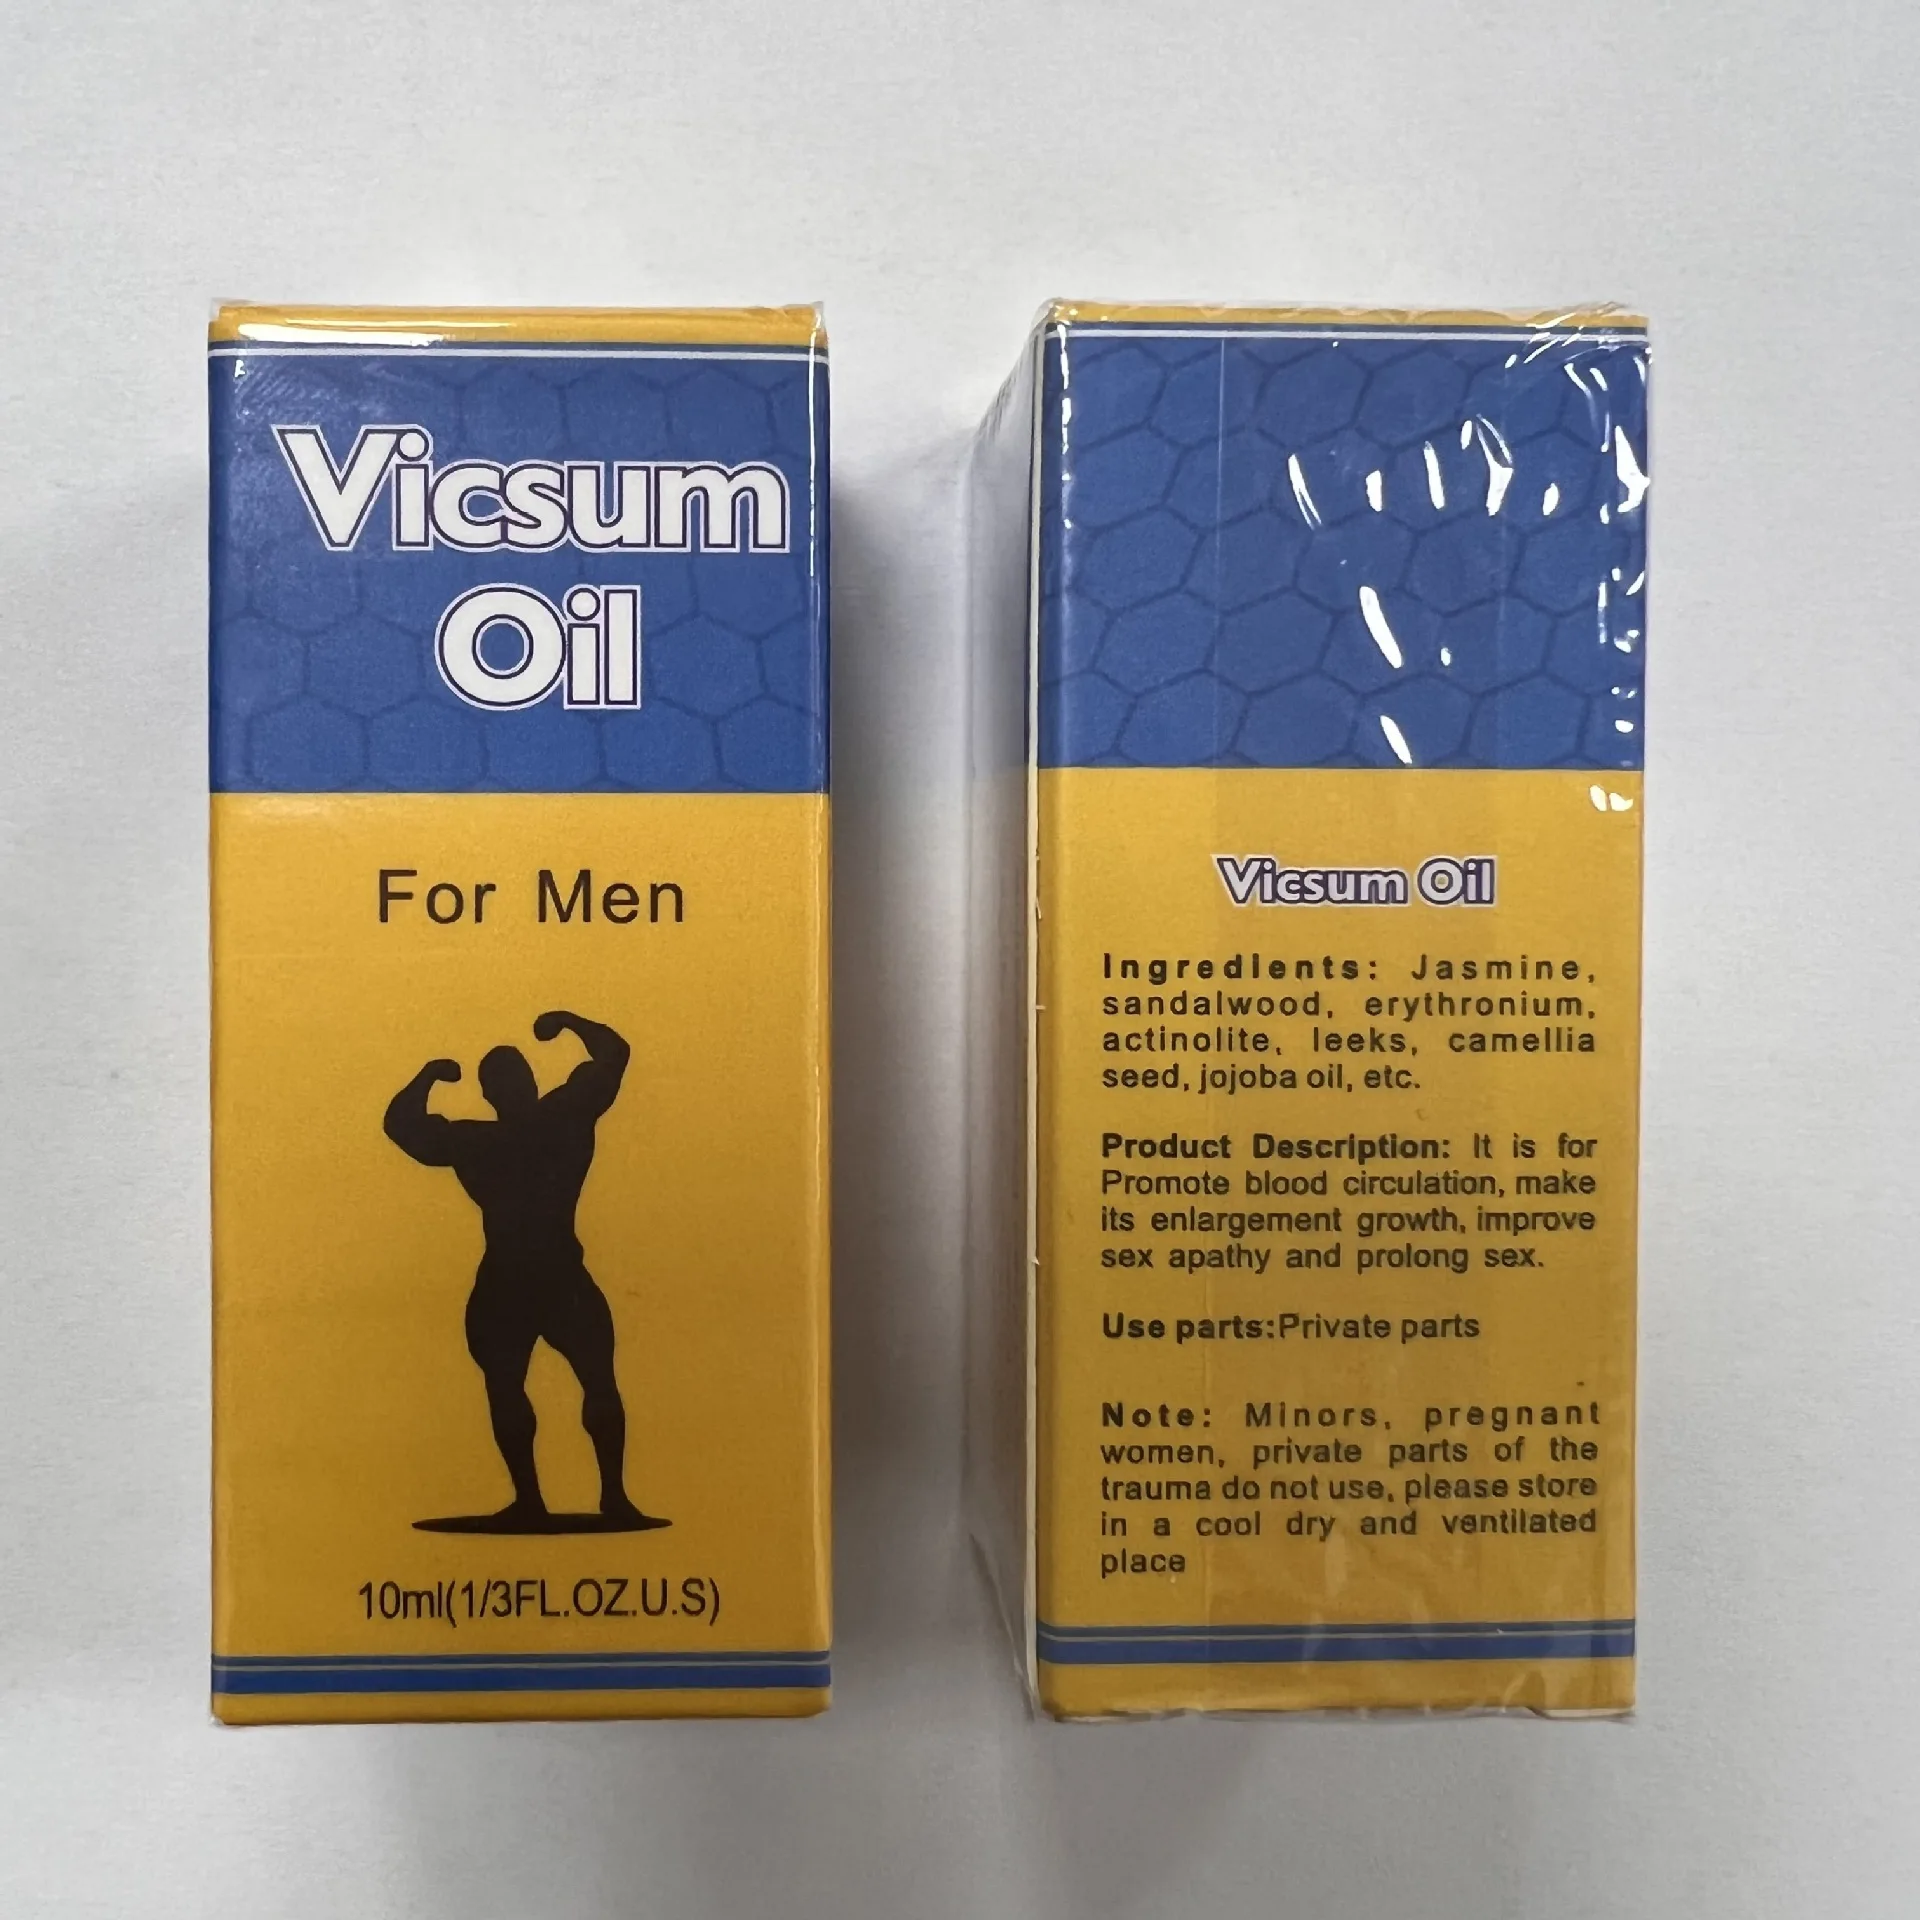 Vicsum
Oil
For Men
10ml(1/3FL.OZ.U.S)
Vicsum Oil
Ingredients: Jasmine,
sandalwood, erythronium,
actinolite, leeks, camellia
seed, jojoba oil, etc.
Product Description: It is for
Promote blood circulation, make
its enlargement growth, improve
sex apathy and prolong sex.
Use parts:Private parts
Note: Minors, pregnant
women, private parts of the
trauma do not use, please store
in a cool dry and ventilated
place